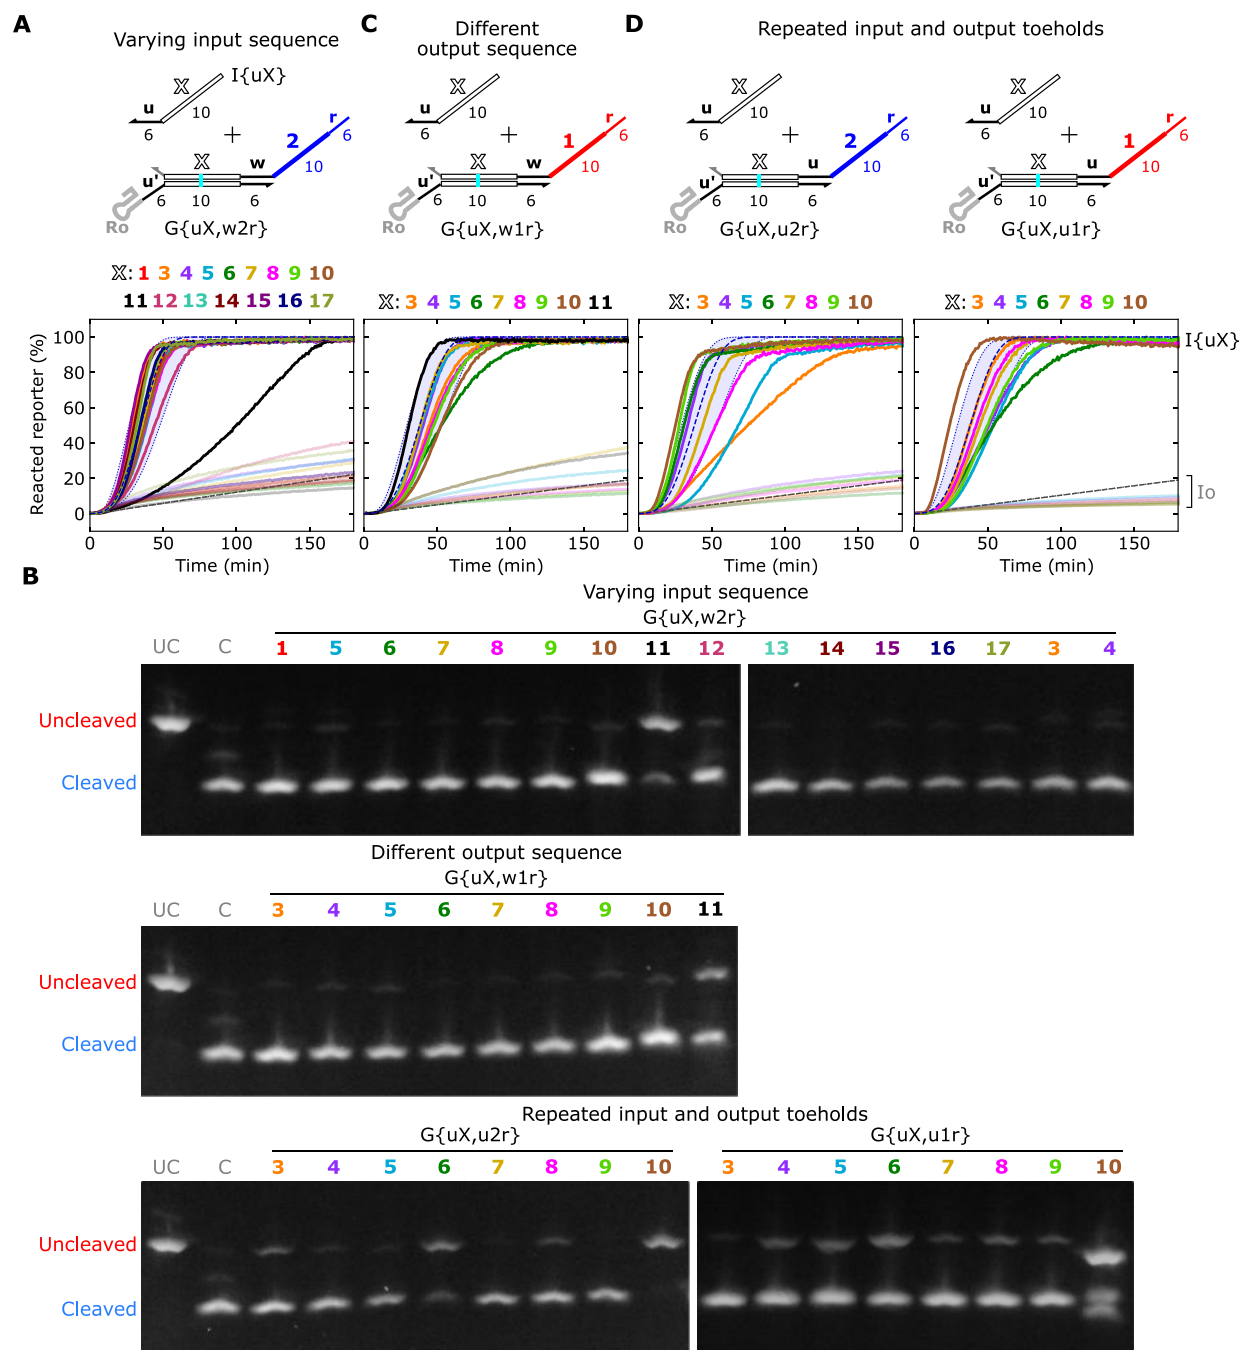 A
Varying input sequence
X
I{uX}
u
10
6
+
r
2
6
X
w
10
u'
6
10
6
Ro
G{uX,w2r}
X: 1 3 4 5 6 7 8 9 10
11 12 13 14 15 16 17
C
Different
output sequence
X
u
10
6
+
r
1
6
X
w
10
u'
6
10
6
Ro
G{uX,w1r}
X: 3 4 5 6 7 8 9 10 11
D
Repeated input and output toeholds
X
u
10
6
+
r
2
6
X
u
10
u'
6
10
6
Ro
G{uX,u2r}
X: 3 4 5 6 7 8 9 10
X
u
10
6
+
r
1
6
X
u
10
u'
6
10
6
Ro
G{uX,u1r}
X: 3 4 5 6 7 8 9 10
Reacted reporter (%)
100
80
60
40
20
0
I{uX}
Io
0 50 100 150
0 50 100 150
0 50 100 150
0 50 100 150
Time (min)
Time (min)
Time (min)
Time (min)
B
Varying input sequence
G{uX,w2r}
UC C 1 5 6 7 8 9 10 11 12 13 14 15 16 17 3 4
Uncleaved
Cleaved
Different output sequence
G{uX,w1r}
UC C 3 4 5 6 7 8 9 10 11
Uncleaved
Cleaved
Repeated input and output toeholds
G{uX,u2r} G{uX,u1r}
UC C 3 4 5 6 7 8 9 10 3 4 5 6 7 8 9 10
Uncleaved
Cleaved